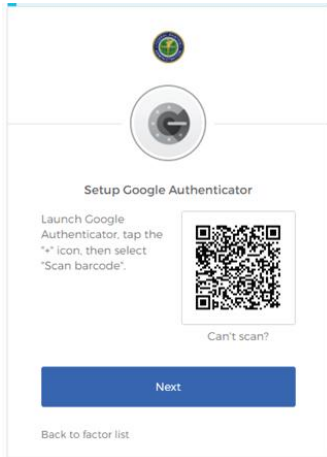 Setup Google Authenticator
Launch Google
Authenticator, tap the
"+" icon, then select
"Scan barcode".
Can't scan?
Next
Back to factor list